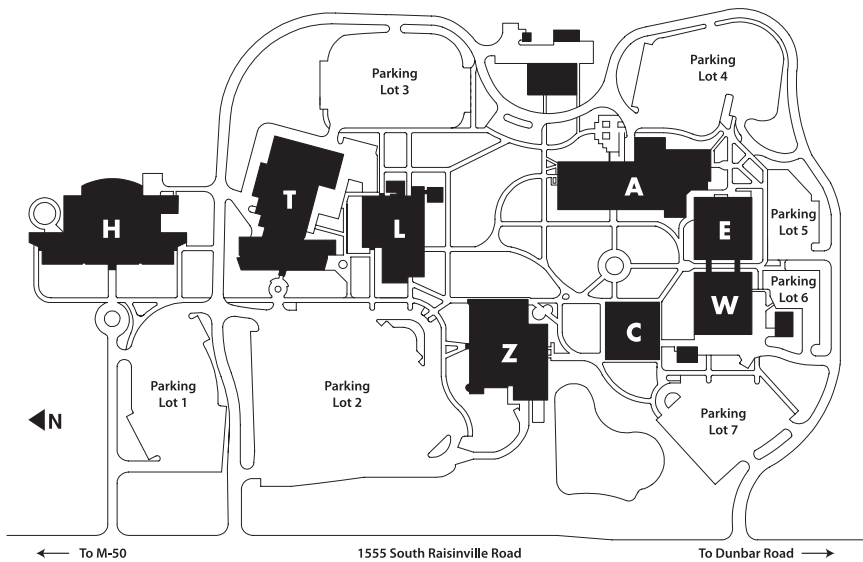 Parking
Lot 3
Parking
Lot 4
T
A
H
L
E
Parking
Lot 5
Parking
Lot 6
W
C
Z
Parking
Lot 1
Parking
Lot 2
Parking
Lot 7
N
To M-50
1555 South Raisinville Road
To Dunbar Road